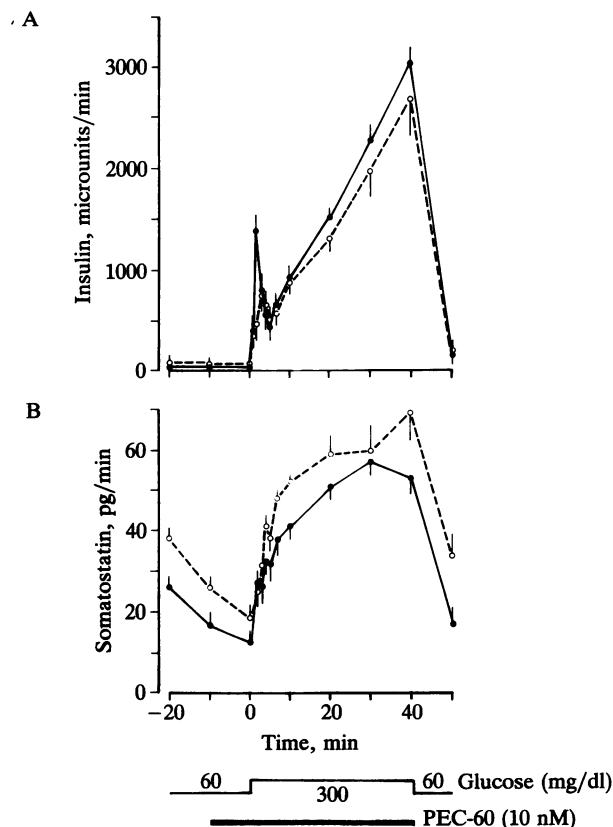 A
Insulin, microunits/min
3000
2000
1000
0
B
Somatostatin, pg/min
60
40
20
0
−20 0 20 40
Time, min
60 300 60 Glucose (mg/dl)
PEC-60 (10 nM)